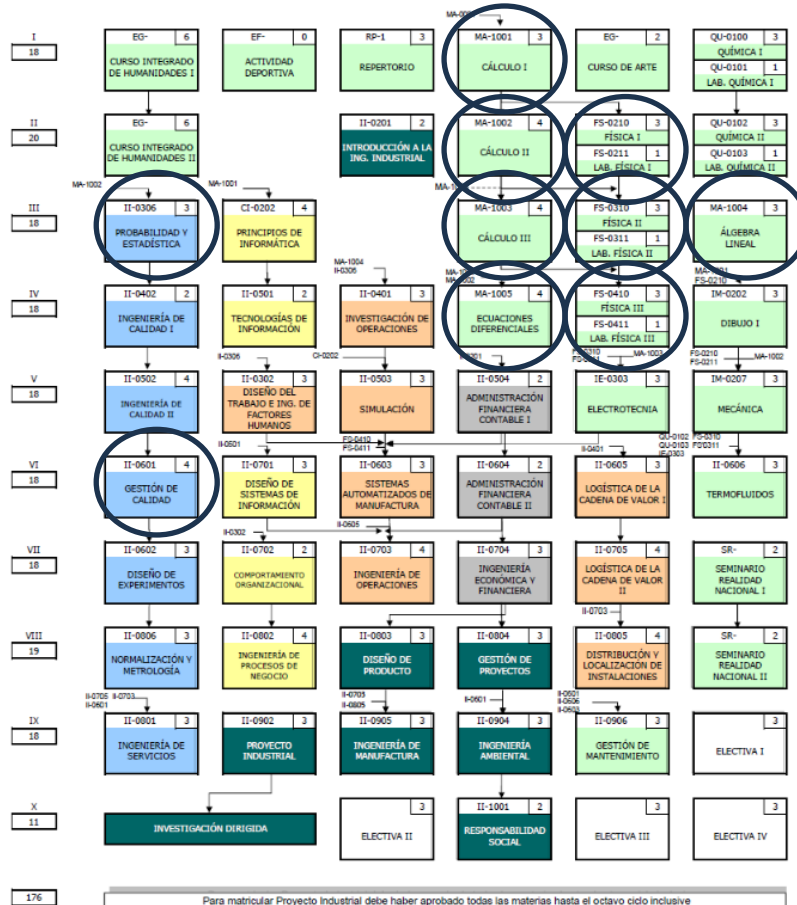 MA-0001
I
18
EG- 6
CURSO INTEGRADO
DE HUMANIDADES I
EF- 0
ACTIVIDAD
DEPORTIVA
RP-1 3
REPERTORIO
MA-1001 3
CÁLCULO I
EG- 2
CURSO DE ARTE
QU-0100 3
QUÍMICA I
QU-0101 1
LAB. QUÍMICA I
II
20
EG- 6
CURSO INTEGRADO
DE HUMANIDADES II
II-0201 2
INTRODUCCIÓN A LA
ING. INDUSTRIAL
MA-1002 4
CÁLCULO II
FS-0210 3
FÍSICA I
FS-0211 1
LAB. FÍSICA I
QU-0102 3
QUÍMICA II
QU-0103 1
LAB. QUÍMICA II
MA-1002
MA-1001
III
18
II-0306 3
PROBABILIDAD Y
ESTADÍSTICA
CI-0202 4
PRINCIPIOS DE
INFORMÁTICA
MA-1003 4
CÁLCULO III
FS-0310 3
FÍSICA II
FS-0311 1
LAB. FÍSICA II
MA-1004 3
ÁLGEBRA
LINEAL
MA-1004
II-0306
MA-1002
MA-1001
FS-0210
IV
18
II-0402 2
INGENIERÍA DE
CALIDAD I
II-0501 2
TECNOLOGÍAS DE
INFORMACIÓN
II-0401 3
INVESTIGACIÓN DE
OPERACIONES
MA-1005 4
ECUACIONES
DIFERENCIALES
FS-0410 3
FÍSICA III
FS-0411 1
LAB. FÍSICA III
IM-0202 3
DIBUJO I
II-0306
CI-0202
FS-0310
MA-1003
FS-0210
FS-0211
MA-1002
V
18
II-0502 4
INGENIERÍA DE
CALIDAD II
II-0302 3
DISEÑO DEL
TRABAJO E ING. DE
FACTORES
HUMANOS
II-0503 3
SIMULACIÓN
II-0504 2
ADMINISTRACIÓN
FINANCIERA
CONTABLE I
IE-0303 3
ELECTROTECNIA
IM-0207 3
MECÁNICA
II-0501
FS-0410
FS-0411
II-0401
QU-0102 FS-0310
QU-0103 FS-0311
IE-0303
VI
18
II-0601 4
GESTIÓN DE
CALIDAD
II-0701 3
DISEÑO DE
SISTEMAS DE
INFORMACIÓN
II-0603 3
SISTEMAS
AUTOMATIZADOS DE
MANUFACTURA
II-0604 2
ADMINISTRACIÓN
FINANCIERA
CONTABLE II
II-0605 3
LOGÍSTICA DE LA
CADENA DE VALOR I
II-0606 3
TERMOFLUIDOS
II-0302
II-0605
VII
18
II-0602 3
DISEÑO DE
EXPERIMENTOS
II-0702 2
COMPORTAMIENTO
ORGANIZACIONAL
II-0703 4
INGENIERÍA DE
OPERACIONES
II-0704 3
INGENIERÍA
ECONÓMICA Y
FINANCIERA
II-0705 4
LOGÍSTICA DE LA
CADENA DE VALOR
II
SR- 2
SEMINARIO
REALIDAD
NACIONAL I
II-0703
VIII
19
II-0806 3
NORMALIZACIÓN Y
METROLOGÍA
II-0802 4
INGENIERÍA DE
PROCESOS DE
NEGOCIO
II-0803 3
DISEÑO DE
PRODUCTO
II-0804 3
GESTIÓN DE
PROYECTOS
II-0805 4
DISTRIBUCIÓN Y
LOCALIZACIÓN DE
INSTALACIONES
SR- 2
SEMINARIO
REALIDAD
NACIONAL II
II-0705 II-0703
II-0601
II-0703
II-0805
II-0601
II-0601
II-0606
II-0603
IX
18
II-0801 3
INGENIERÍA DE
SERVICIOS
II-0902 3
PROYECTO
INDUSTRIAL
II-0905 3
INGENIERÍA DE
MANUFACTURA
II-0904 3
INGENIERÍA
AMBIENTAL
II-0906 3
GESTIÓN DE
MANTENIMIENTO
3
ELECTIVA I
X
11
INVESTIGACIÓN DIRIGIDA
3
ELECTIVA II
II-1001 2
RESPONSABILIDAD
SOCIAL
3
ELECTIVA III
3
ELECTIVA IV
176
Para matricular Proyecto Industrial debe haber aprobado todas las materias hasta el octavo ciclo inclusive